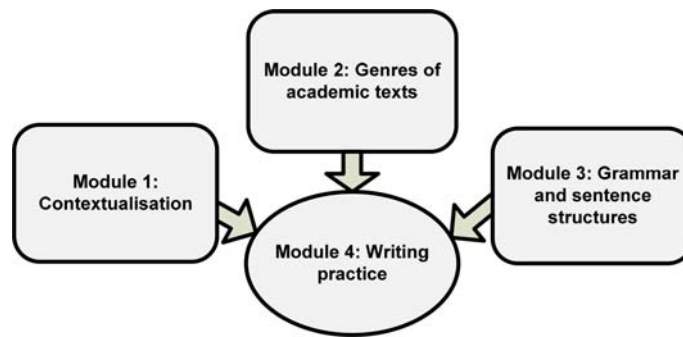 Module 2: Genres of
academic texts
Module 1:
Contextualisation
Module 3: Grammar
and sentence
structures
Module 4: Writing
practice